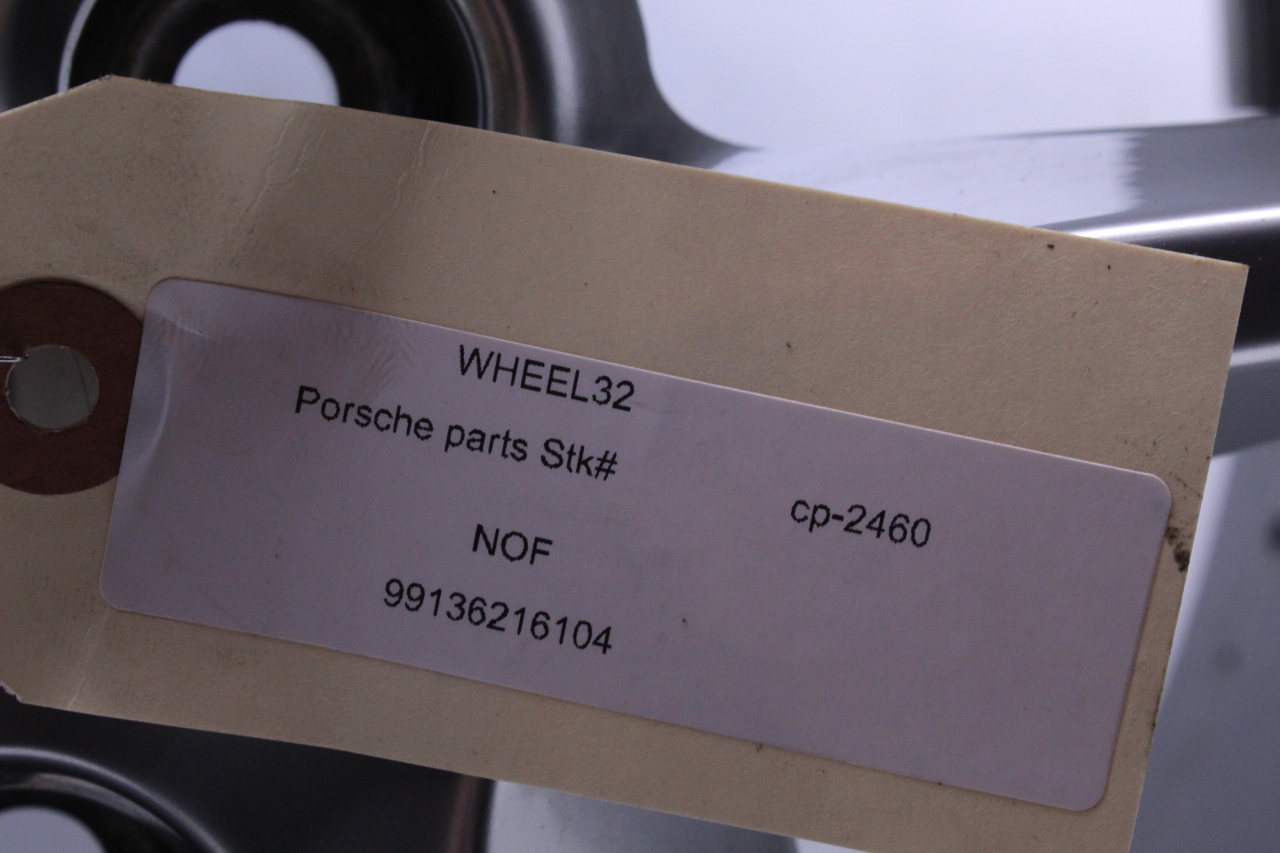 WHEEL32
Porsche parts Stk#
cp-2460
NOF
99136216104